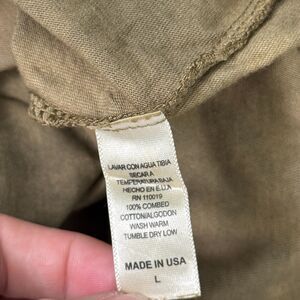 LAVAR CON AGUA TIBIA
SECAR A
TEMPERATURA BAJA
HECHO EN E.U.A
RN 110019
100% COMBED
COTTON/ALGODON
WASH WARM
TUMBLE DRY LOW
MADE IN USA
L